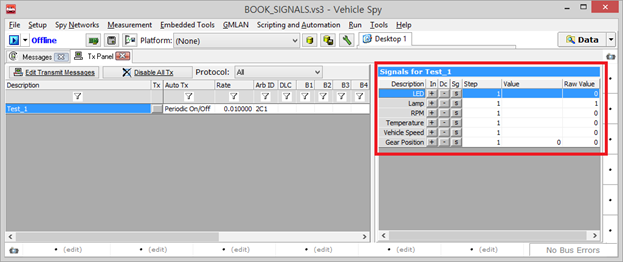 BOOK_SIGNALS.vs3 - Vehicle Spy
File Setup Spy Networks Measurement Embedded Tools GMLAN Scripting and Automation Run Tools Help
Offline Platform: (None) Desktop 1 Data
Messages Tx Panel
Edit Transmit Messages Disable All Tx Protocol: All
Description Tx Auto Tx Rate Arb ID DLC B1 B2 B3 B4
Test_1 Periodic On/Off 0.010000 2C1
Signals for Test_1
Description In Dc Sg Step Value Raw Value
LED + - s 1 0
Lamp + - s 1 1
RPM + - s 1 0
Temperature + - s 1 0
Vehicle Speed + - s 1 0
Gear Position + - s 1 0 0
(edit) (edit) (edit) (edit) (edit) (edit) No Bus Errors